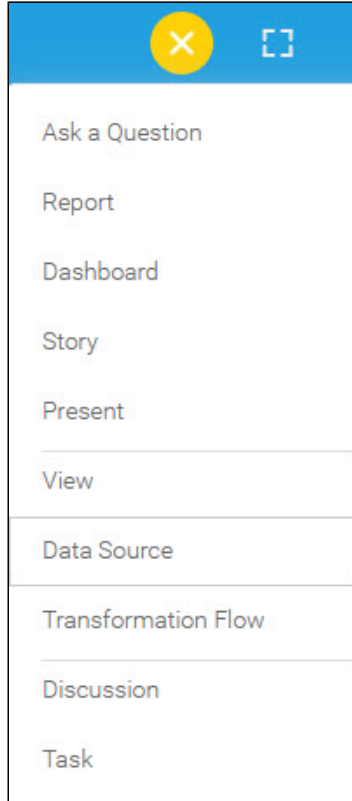 Ask a Question
Report
Dashboard
Story
Present
View
Data Source
Transformation Flow
Discussion
Task